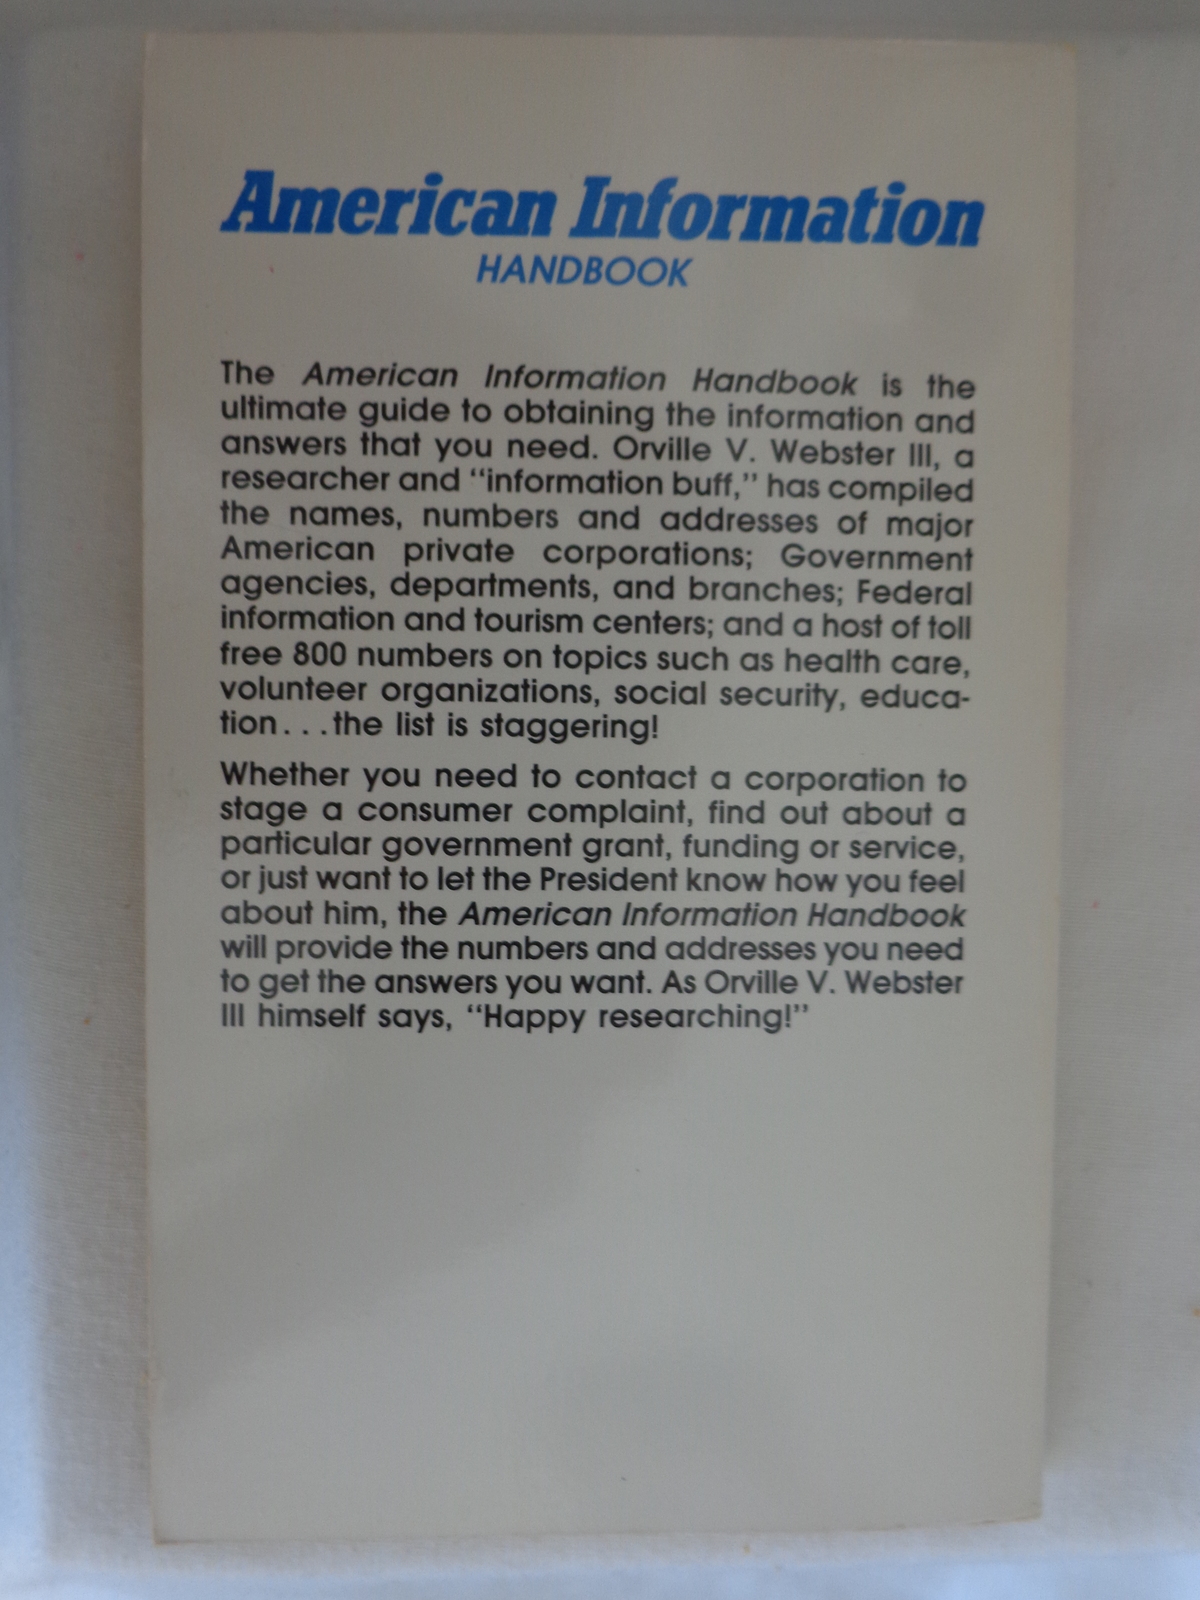 American Information
HANDBOOK
The American Information Handbook is the
ultimate guide to obtaining the information and
answers that you need. Orville V. Webster III, a
researcher and “information buff,” has compiled
the names, numbers and addresses of major
American private corporations; Government
agencies, departments, and branches; Federal
information and tourism centers; and a host of toll
free 800 numbers on topics such as health care,
volunteer organizations, social security, educa-
tion...the list is staggering!
Whether you need to contact a corporation to
stage a consumer complaint, find out about a
particular government grant, funding or service,
or just want to let the President know how you feel
about him, the American Information Handbook
will provide the numbers and addresses you need
to get the answers you want. As Orville V. Webster
III himself says, “Happy researching!”